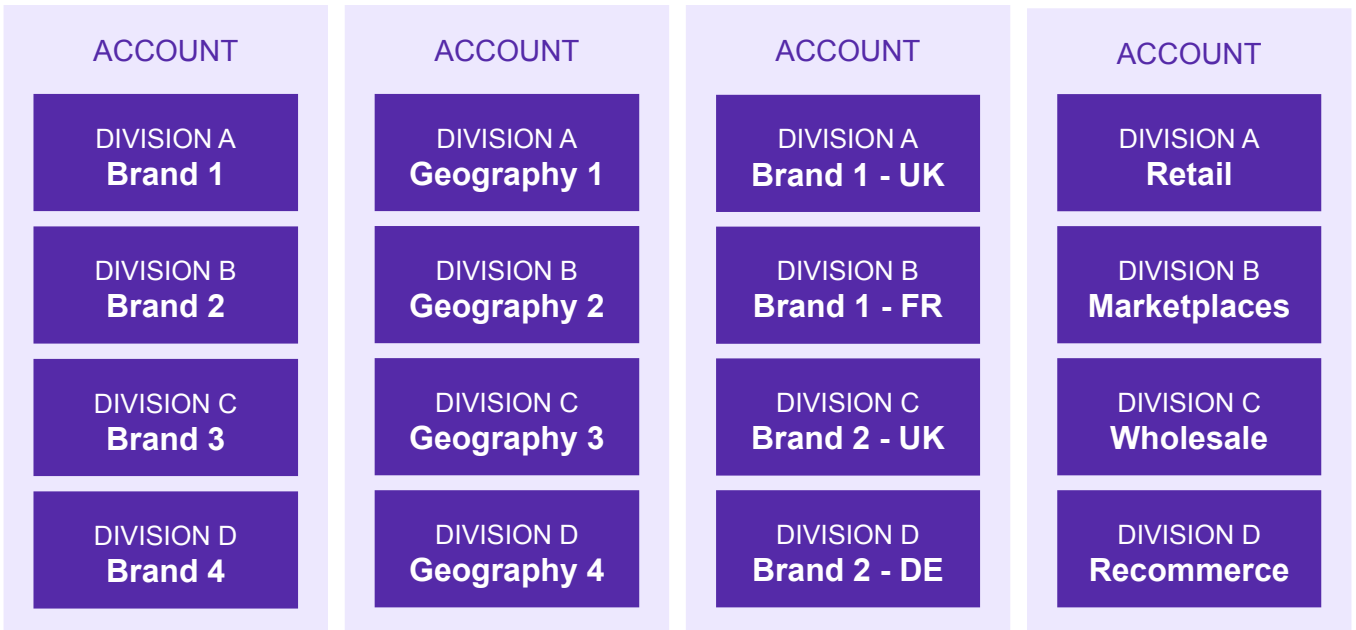 ACCOUNT
DIVISION A
Brand 1
DIVISION B
Brand 2
DIVISION C
Brand 3
DIVISION D
Brand 4
ACCOUNT
DIVISION A
Geography 1
DIVISION B
Geography 2
DIVISION C
Geography 3
DIVISION D
Geography 4
ACCOUNT
DIVISION A
Brand 1 - UK
DIVISION B
Brand 1 - FR
DIVISION C
Brand 2 - UK
DIVISION D
Brand 2 - DE
ACCOUNT
DIVISION A
Retail
DIVISION B
Marketplaces
DIVISION C
Wholesale
DIVISION D
Recommerce